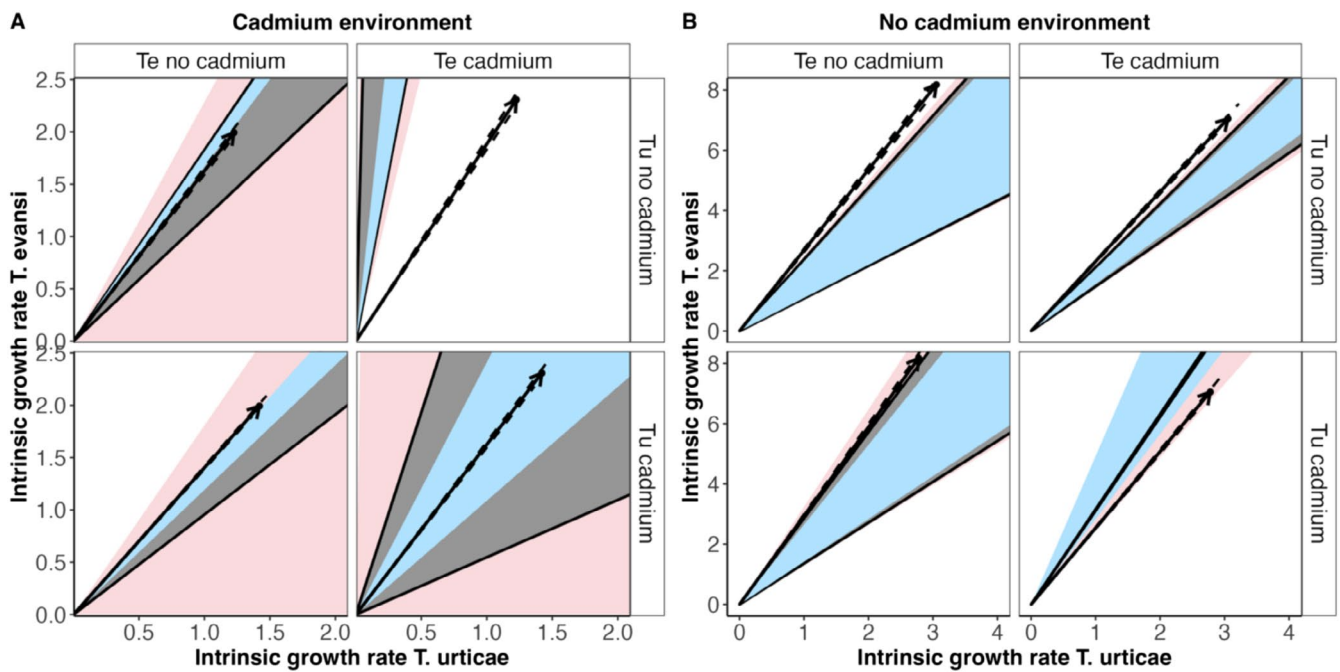 A Cadmium environment
B No cadmium environment
Te no cadmium Te cadmium
Te no cadmium Te cadmium
Intrinsic growth rate T. evansi
2.5
2.0
1.5
1.0
0.5
0.0
Tu no cadmium
2.5
2.0
1.5
1.0
0.5
0.0
Tu cadmium
0.5 1.0 1.5 2.0 0.5 1.0 1.5 2.0
Intrinsic growth rate T. urticae
Intrinsic growth rate T. evansi
8
6
4
2
0
Tu no cadmium
8
6
4
2
0
Tu cadmium
0 1 2 3 4 0 1 2 3 4
Intrinsic growth rate T. urticae